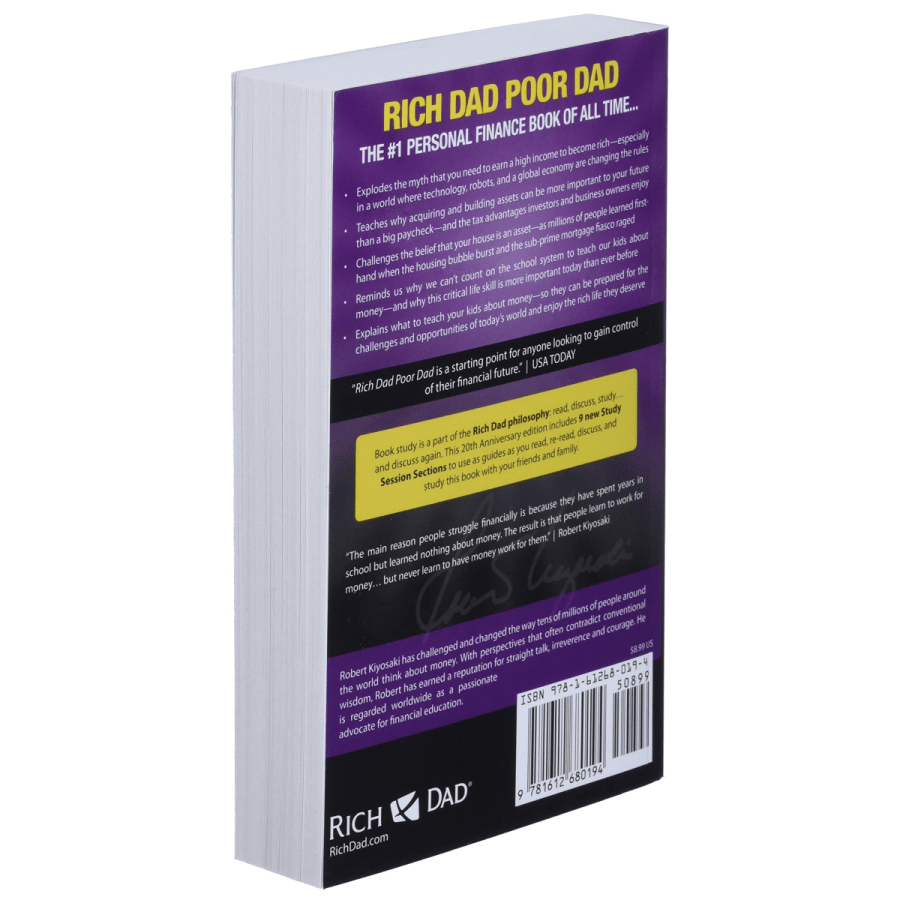 RICH DAD POOR DAD
THE #1 PERSONAL FINANCE BOOK OF ALL TIME...
• Explodes the myth that you need to earn a high income to become rich—especially
in a world where technology, robots, and a global economy are changing the rules
• Teaches why acquiring and building assets can be more important to your future
than a big paycheck—and the tax advantages investors and business owners enjoy
• Challenges the belief that your house is an asset—as millions of people learned first-
hand when the housing bubble burst and the sub-prime mortgage fiasco raged
• Reminds us why we can't count on the school system to teach our kids about
money—and why this critical life skill is more important today than ever before
• Explains what to teach your kids about money—so they can be prepared for the
challenges and opportunities of today's world and enjoy the rich life they deserve
"Rich Dad Poor Dad is a starting point for anyone looking to gain control
of their financial future." | USA TODAY
Book study is a part of the Rich Dad philosophy: read, discuss, study...
and discuss again. This 20th Anniversary edition includes 9 new Study
Session Sections to use as guides as you read, re-read, discuss, and
study this book with your friends and family.
"The main reason people struggle financially is because they have spent years in
school but learned nothing about money. The result is that people learn to work for
money... but never learn to have money work for them." | Robert Kiyosaki
Robert Kiyosaki has challenged and changed the way tens of millions of people around
the world think about money. With perspectives that often contradict conventional
wisdom, Robert has earned a reputation for straight talk, irreverence and courage. He
is regarded worldwide as a passionate
advocate for financial education.
$8.99 US
ISBN 978-1-61268-019-4
50899
9 781612 680194
RICH DAD®
RichDad.com